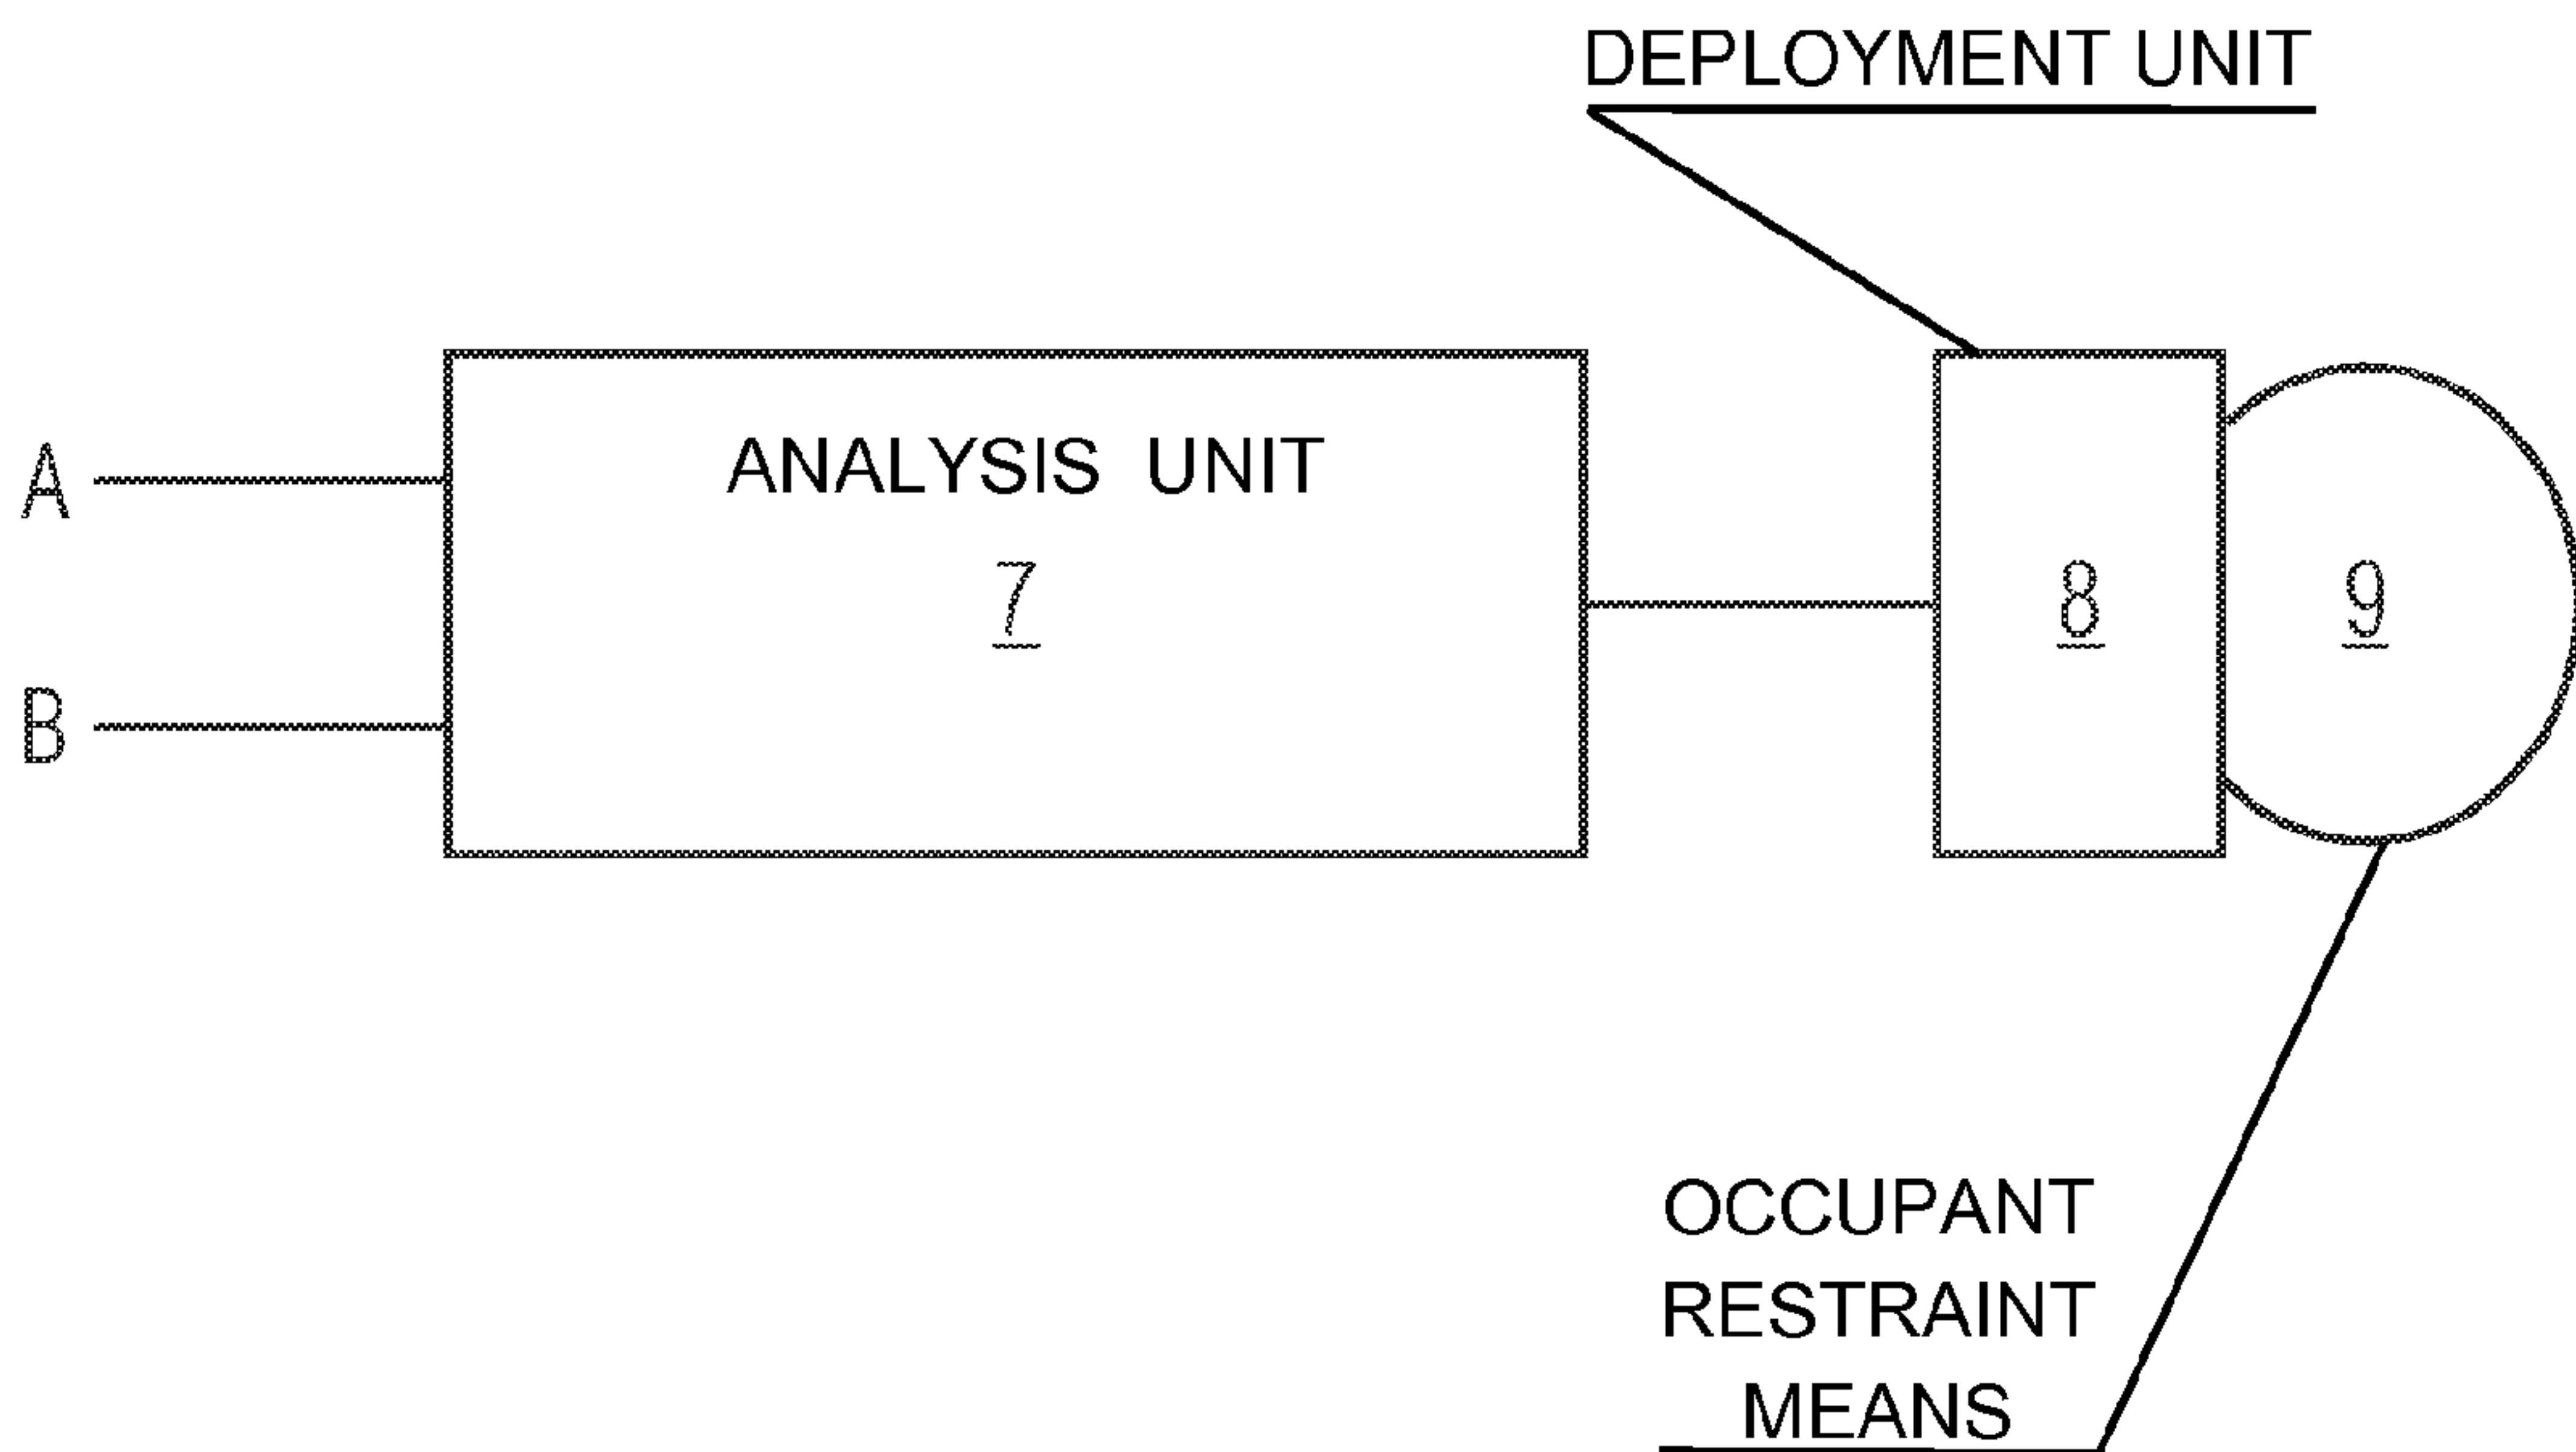 DEPLOYMENT UNIT
A
ANALYSIS UNIT
7
8
9
B
OCCUPANT
RESTRAINT
MEANS